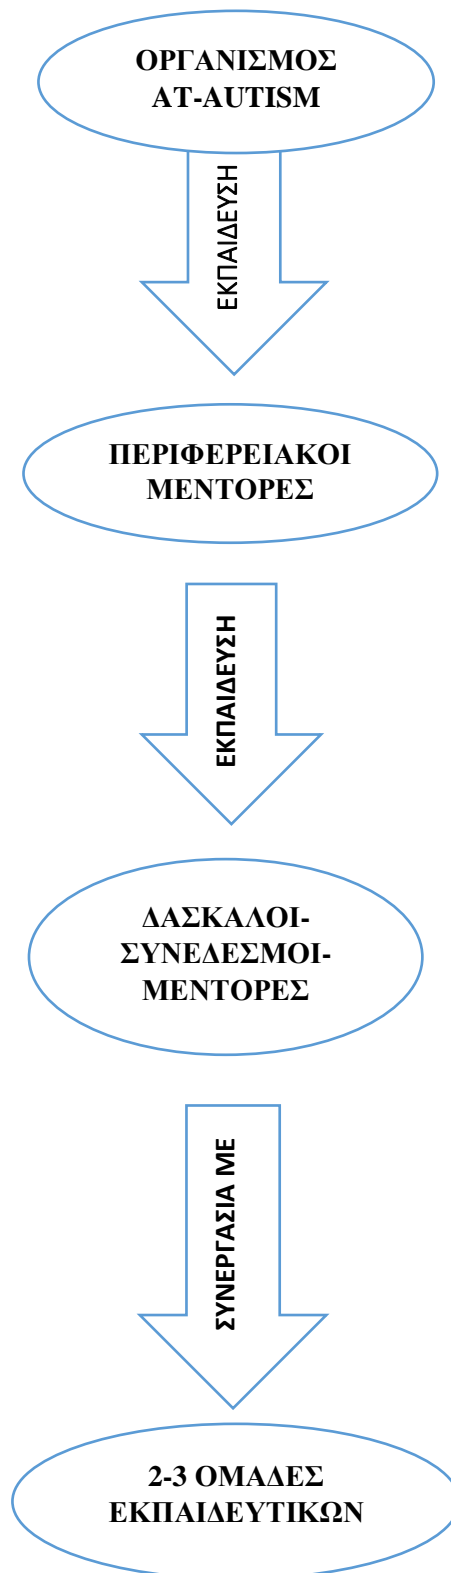 ΟΡΓΑΝΙΣΜΟΣ
AT-AUTISM
ΕΚΠΑΙΔΕΥΣΗ
ΠΕΡΙΦΕΡΕΙΑΚΟΙ
ΜΕΝΤΟΡΕΣ
ΕΚΠΑΙΔΕΥΣΗ
ΔΑΣΚΑΛΟΙ-
ΣΥΝΕΔΕΣΜΟΙ-
ΜΕΝΤΟΡΕΣ
ΣΥΝΕΡΓΑΣΙΑ ΜΕ
2-3 ΟΜΑΔΕΣ
ΕΚΠΑΙΔΕΥΤΙΚΩΝ